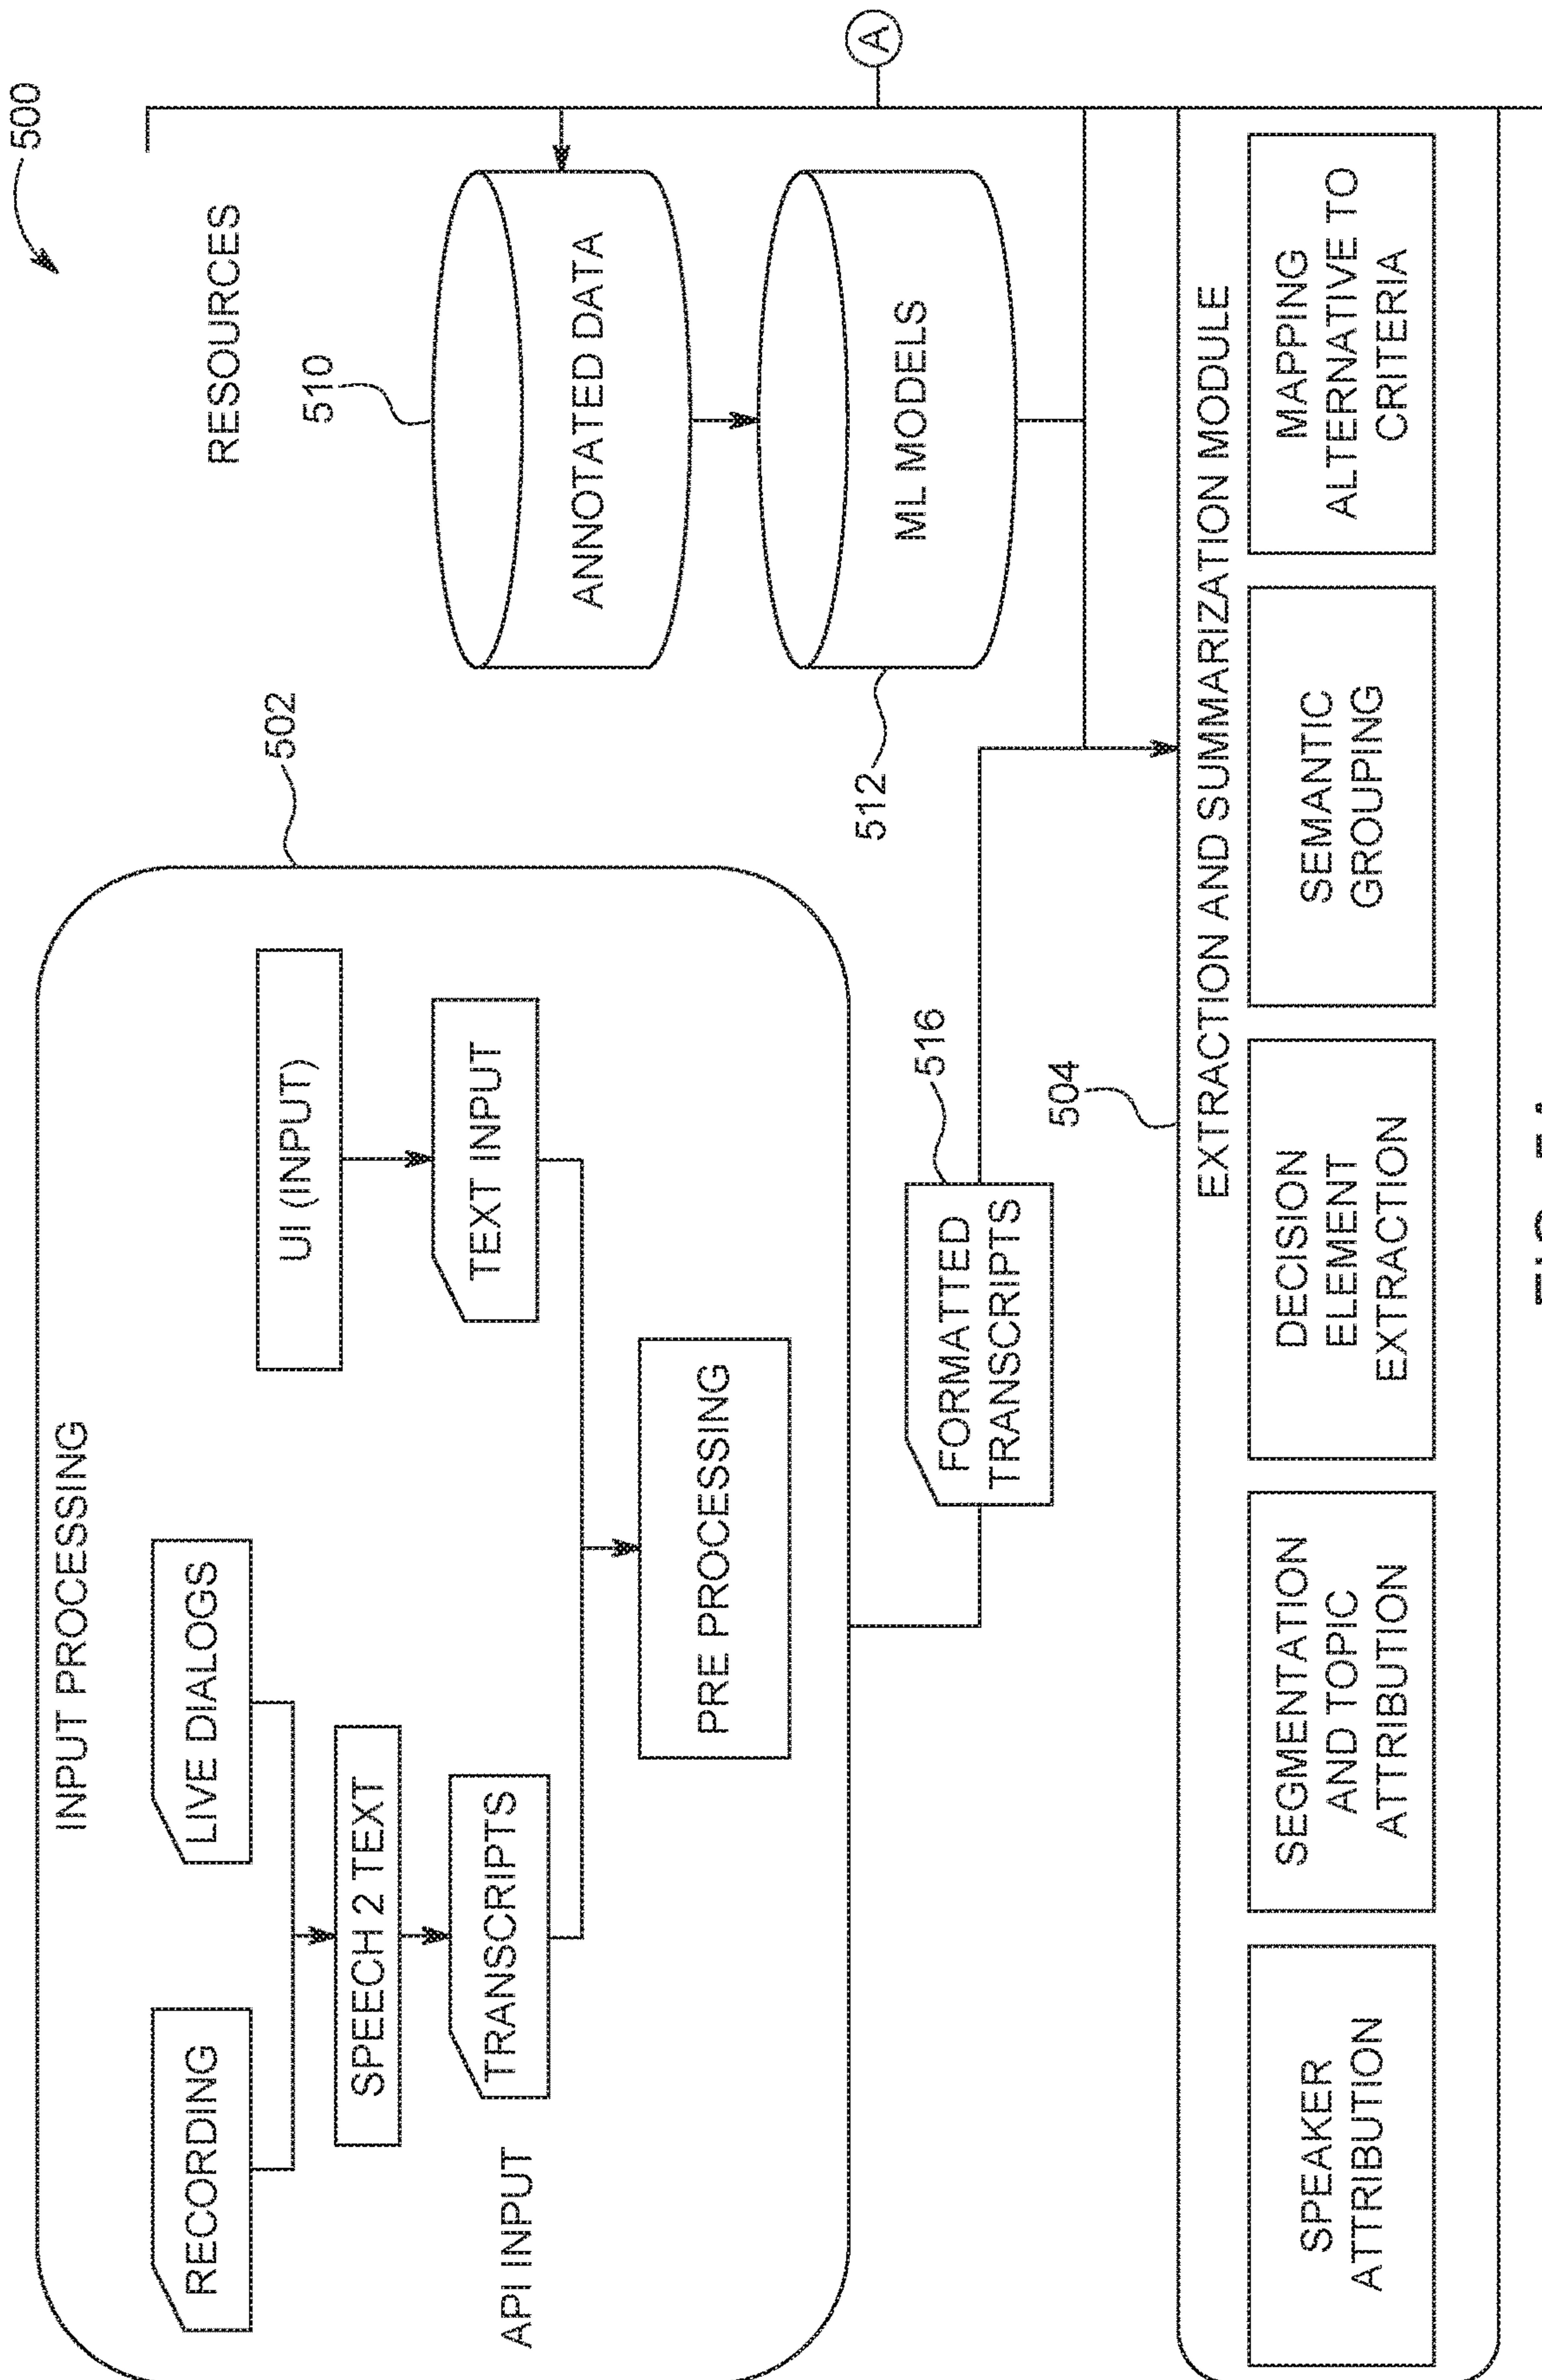 500
INPUT PROCESSING
502
RECORDING
LIVE DIALOGS
UI (INPUT)
SPEECH 2 TEXT
TEXT INPUT
TRANSCRIPTS
API INPUT
PRE PROCESSING
RESOURCES
510
ANNOTATED DATA
512
ML MODELS
A
516
FORMATTED
TRANSCRIPTS
504
EXTRACTION AND SUMMARIZATION MODULE
SPEAKER
ATTRIBUTION
SEGMENTATION
AND TOPIC
ATTRIBUTION
DECISION
ELEMENT
EXTRACTION
SEMANTIC
GROUPING
MAPPING
ALTERNATIVE TO
CRITERIA